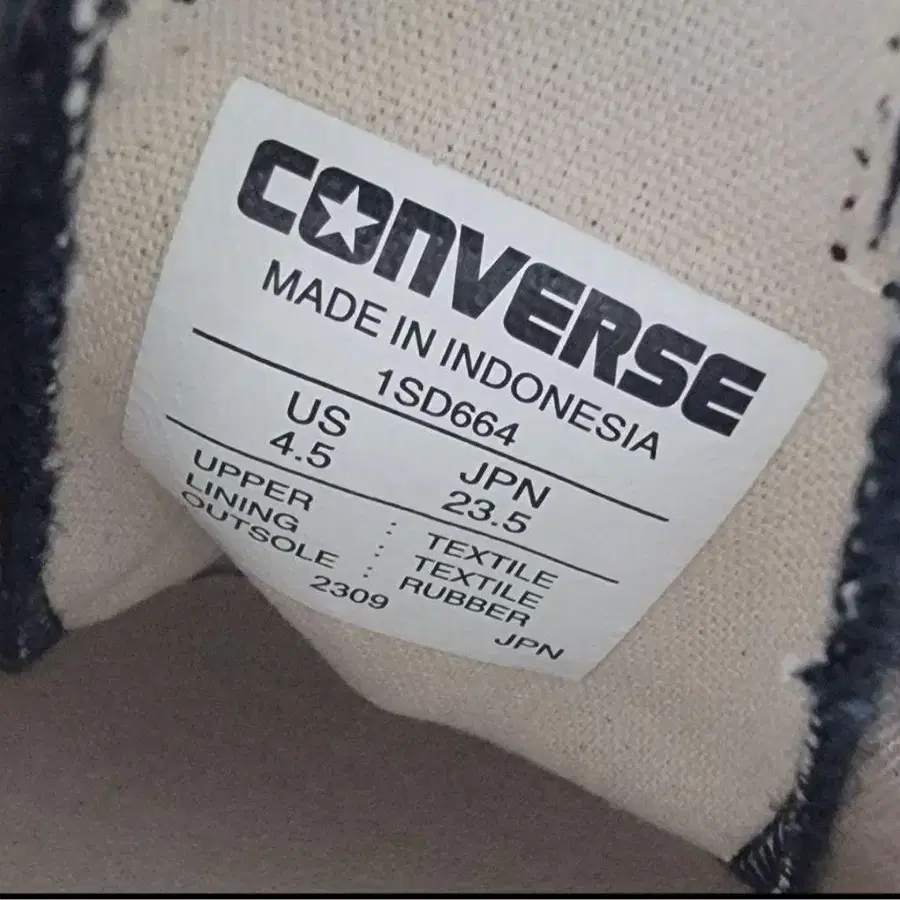 CONVERSE
MADE IN INDONESIA
1SD664
US JPN
4.5 23.5
UPPER : TEXTILE
LINING : TEXTILE
OUTSOLE : RUBBER
2309 JPN